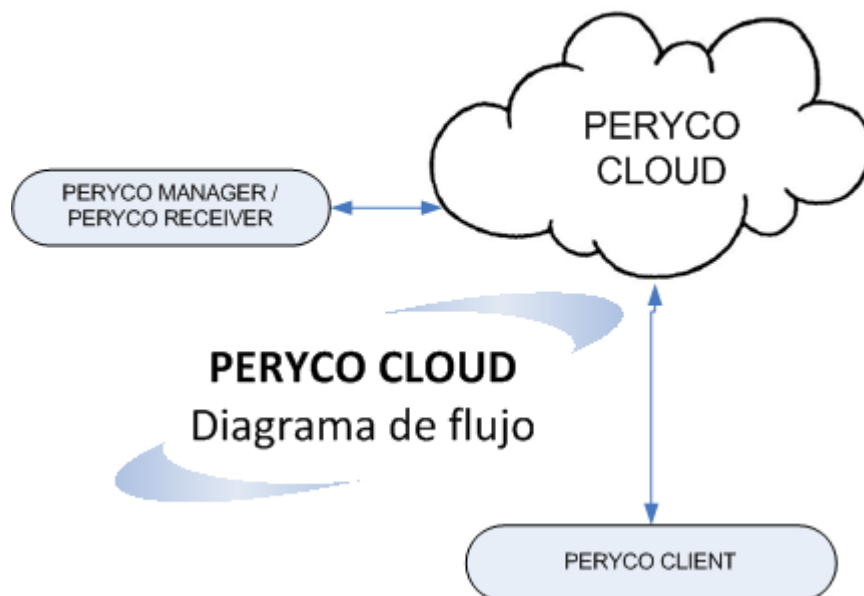 PERYCO
CLOUD
PERYCO MANAGER /
PERYCO RECEIVER
PERYCO CLOUD
Diagrama de flujo
PERYCO CLIENT